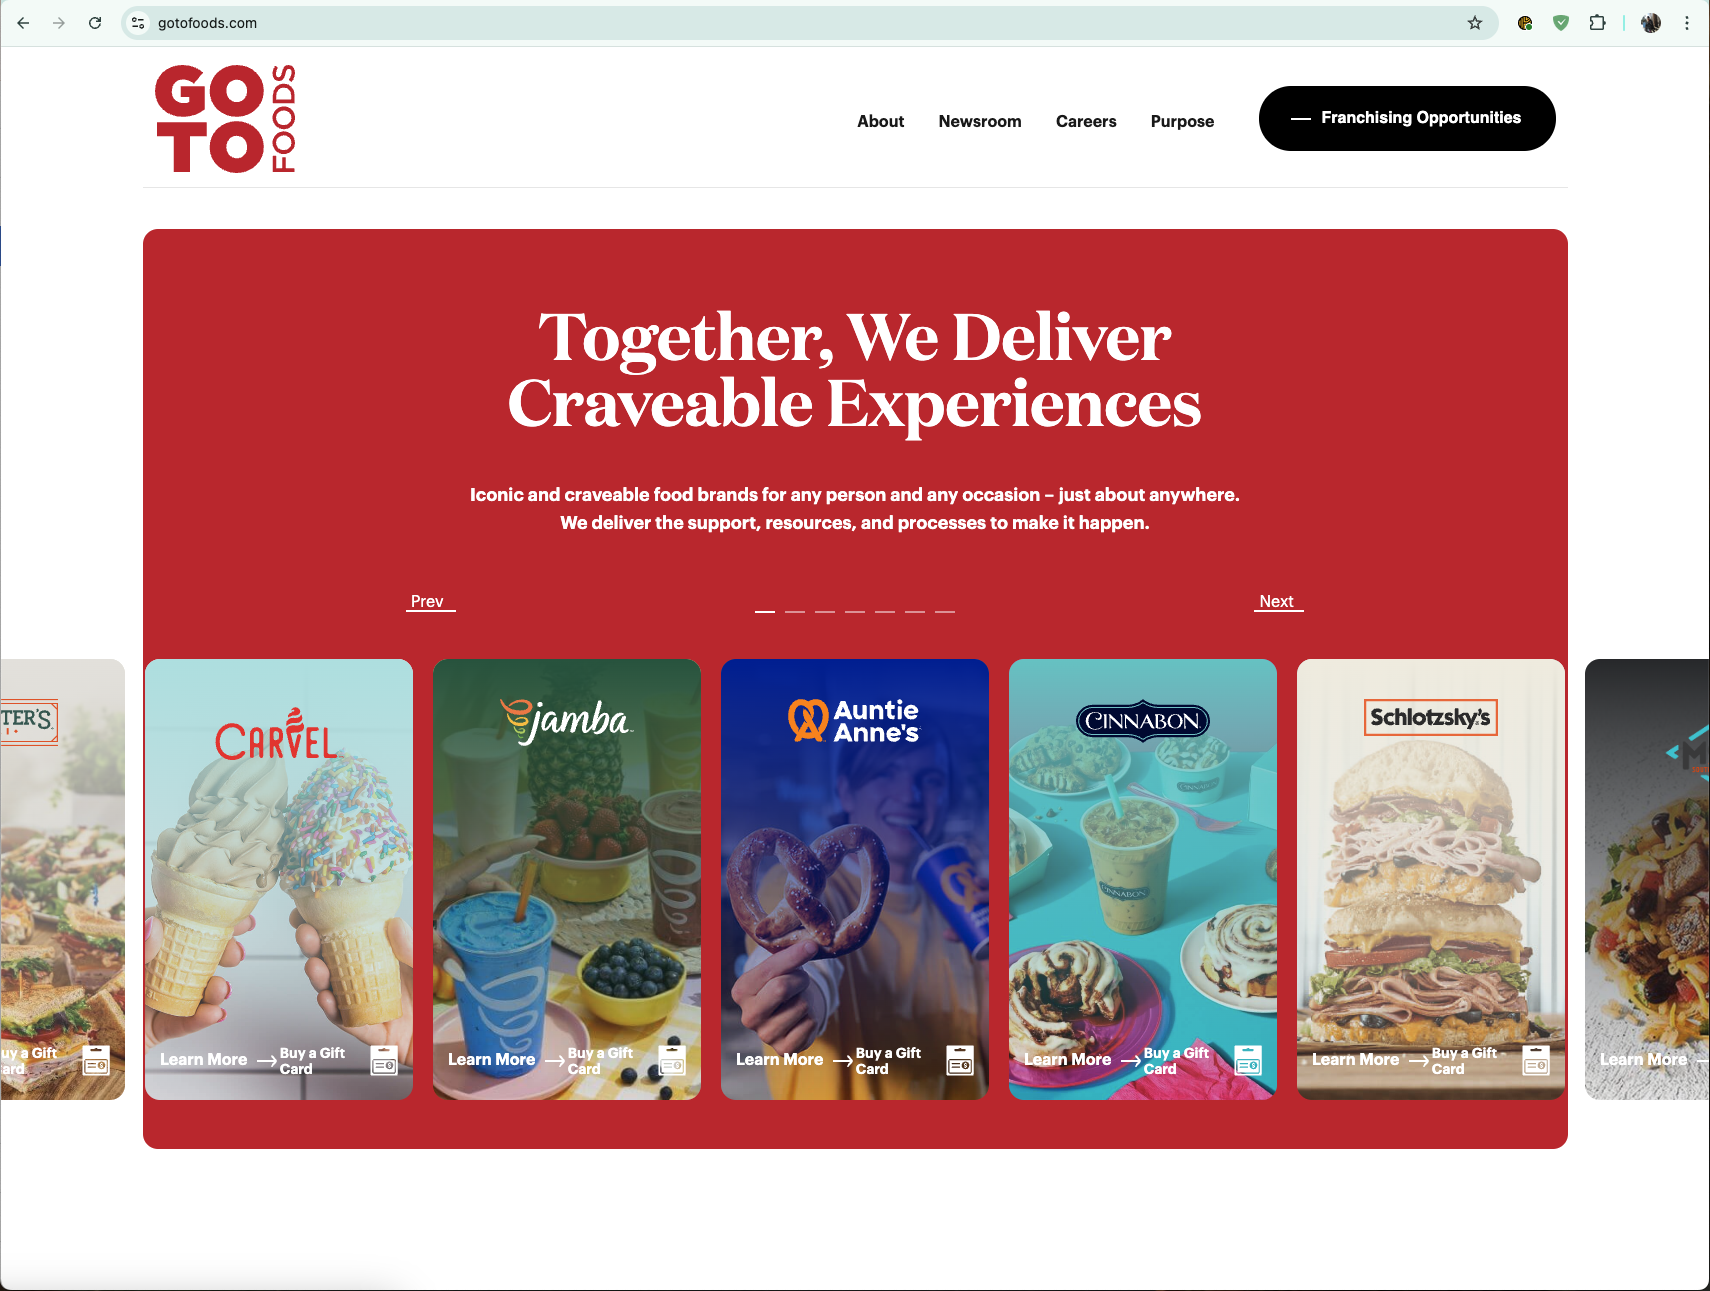 gotofoods.com
GO
TO
FOODS
About
Newsroom
Careers
Purpose
Franchising Opportunities
Together, We Deliver
Craveable Experiences
Iconic and craveable food brands for any person and any occasion – just about anywhere.
We deliver the support, resources, and processes to make it happen.
Prev
Next
TER'S
uy a Gift
ard
CARVEL
Learn More
Buy a Gift
Card
jamba
Learn More
Buy a Gift
Card
Auntie
Anne's
Learn More
Buy a Gift
Card
CINNABON
CINNABON
CINNABON
Learn More
Buy a Gift
Card
Schlotzsky's
Learn More
Buy a Gift
Card
M
Learn More